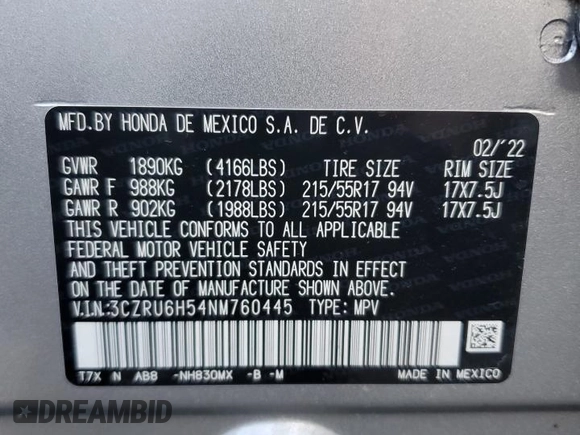 MFD.BY HONDA DE MEXICO S.A. DE C.V.
02/'22
GVWR 1890KG (4166LBS) TIRE SIZE RIM SIZE
GAWR F 988KG (2178LBS) 215/55R17 94V 17X7.5J
GAWR R 902KG (1988LBS) 215/55R17 94V 17X7.5J
THIS VEHICLE CONFORMS TO ALL APPLICABLE
FEDERAL MOTOR VEHICLE SAFETY
AND THEFT PREVENTION STANDARDS IN EFFECT
ON THE DATE OF MANUFACTURE SHOWN ABOVE.
V.I.N.:3CZRU6H54NM760445 TYPE: MPV
T7X N AB8 -NH830MX -B -M
MADE IN MEXICO
DREAMBID